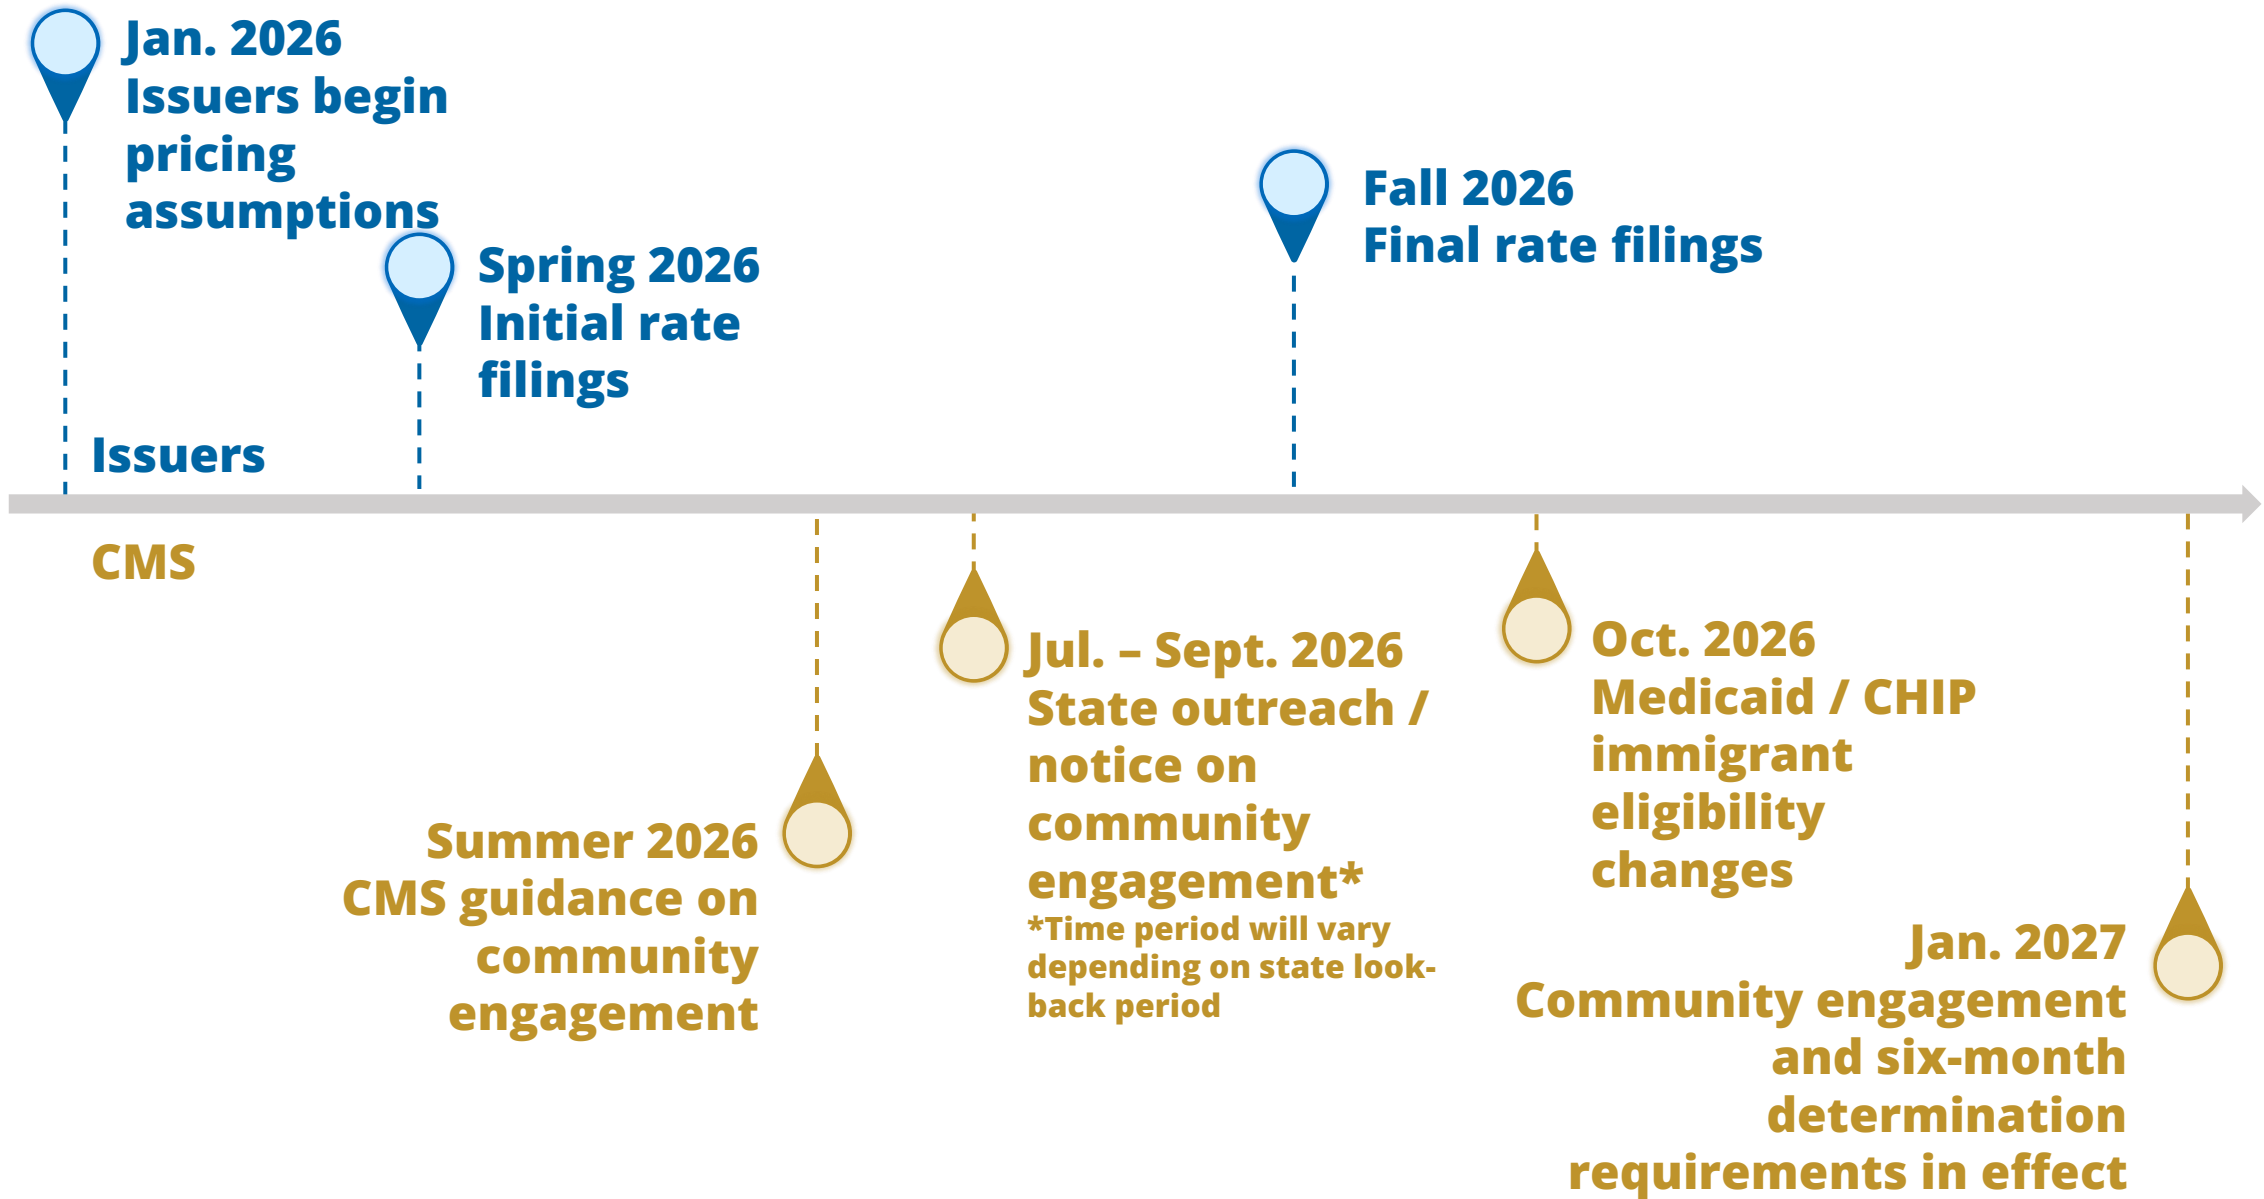 Jan. 2026
Issuers begin
pricing
assumptions
Spring 2026
Initial rate
filings
Fall 2026
Final rate filings
Issuers
CMS
Summer 2026
CMS guidance on
community
engagement
Jul. – Sept. 2026
State outreach /
notice on
community
engagement*
*Time period will vary
depending on state look-
back period
Oct. 2026
Medicaid / CHIP
immigrant
eligibility
changes
Jan. 2027
Community engagement
and six-month
determination
requirements in effect